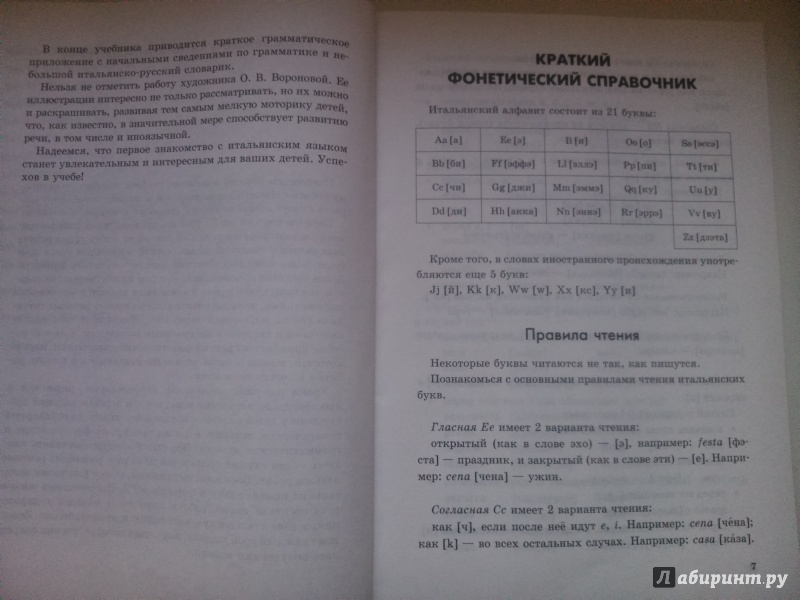 В конце учебника приводится краткое грамматическое
приложение с начальными сведениями по грамматике и не-
большой итальянско-русский словарик.
Нельзя не отметить работу художника О. В. Вороновой. Ее
иллюстрации интересно не только рассматривать, но их можно
и раскрашивать, развивая тем самым мелкую моторику детей,
что, как известно, в значительной мере способствует развитию
речи, в том числе и иноязычной.
Надеемся, что первое знакомство с итальянским языком
станет увлекательным и интересным для ваших детей. Успе-
хов в учебе!
КРАТКИЙ
ФОНЕТИЧЕСКИЙ СПРАВОЧНИК
Итальянский алфавит состоит из 21 буквы:
Aa [а] Ee [э] Ii [и] Oo [о] Ss [эссэ]
Bb [би] Ff [эффэ] Ll [эллэ] Pp [пи] Tt [ти]
Cc [чи] Gg [джи] Mm [эммэ] Qq [ку] Uu [у]
Dd [ди] Hh [акка] Nn [эннэ] Rr [эррэ] Vv [ву]
Zz [дзэта]
Кроме того, в словах иностранного происхождения употре-
бляются еще 5 букв:
Jj [й], Kk [к], Ww [w], Xx [кс], Yy [и]
Правила чтения
Некоторые буквы читаются не так, как пишутся.
Познакомься с основными правилами чтения итальянских
букв.
Гласная Ee имеет 2 варианта чтения:
открытый (как в слове эхо) — [э], например: festa [фэ-
ста] — праздник, и закрытый (как в слове эти) — [е]. Напри-
мер: cena [чена] — ужин.
Согласная Cc имеет 2 варианта чтения:
как [ч], если после неё идут e, i. Например: cena [че́на];
как [k] — во всех остальных случаях. Например: casa [ка́за].
7
Лабиринт.ру